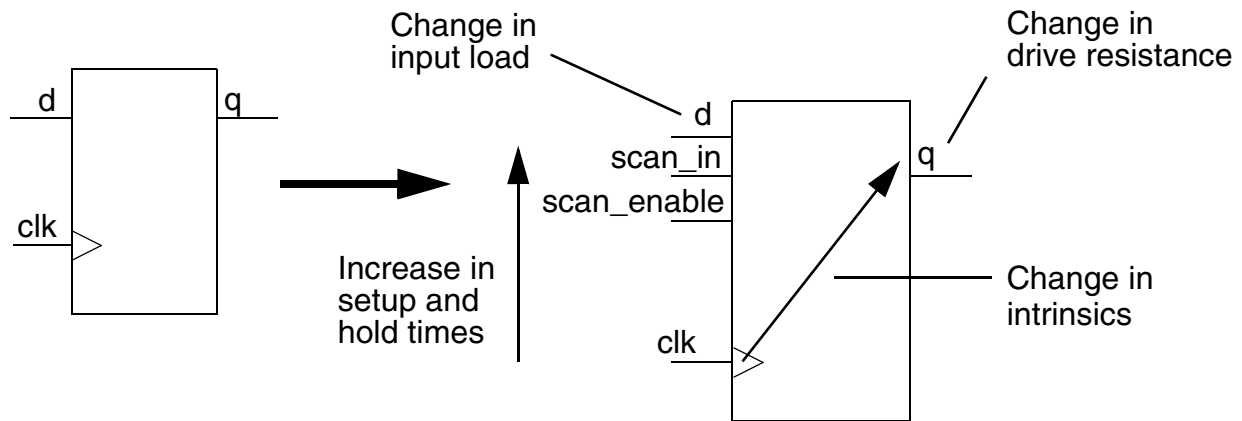 d
q
clk
Increase in
setup and
hold times
Change in
input load
d
scan_in
scan_enable
clk
q
Change in
drive resistance
Change in
intrinsics